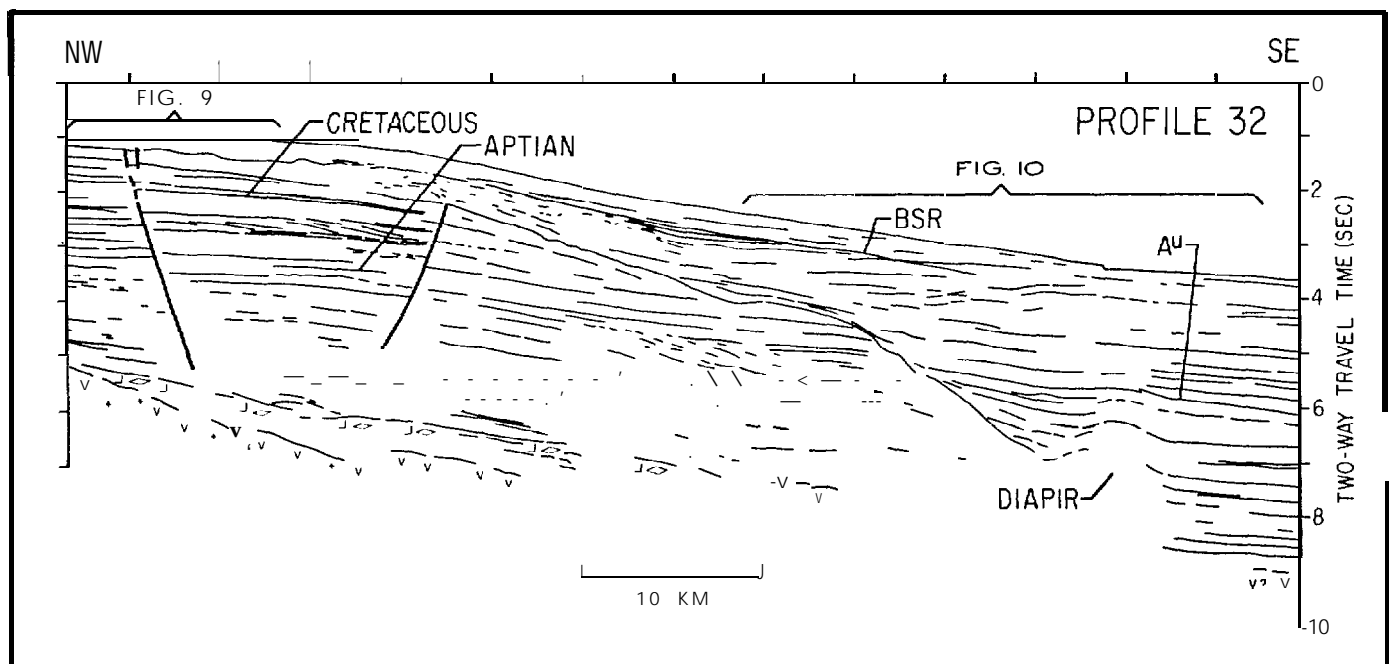 NW
SE
0
FIG. 9
CRETACEOUS
PROFILE 32
APTIAN
FIG. 10
-2
BSR
AU
-4
-6
DIAPIR
-8
10 KM
-10
TWO-WAY TRAVEL TIME (SEC)